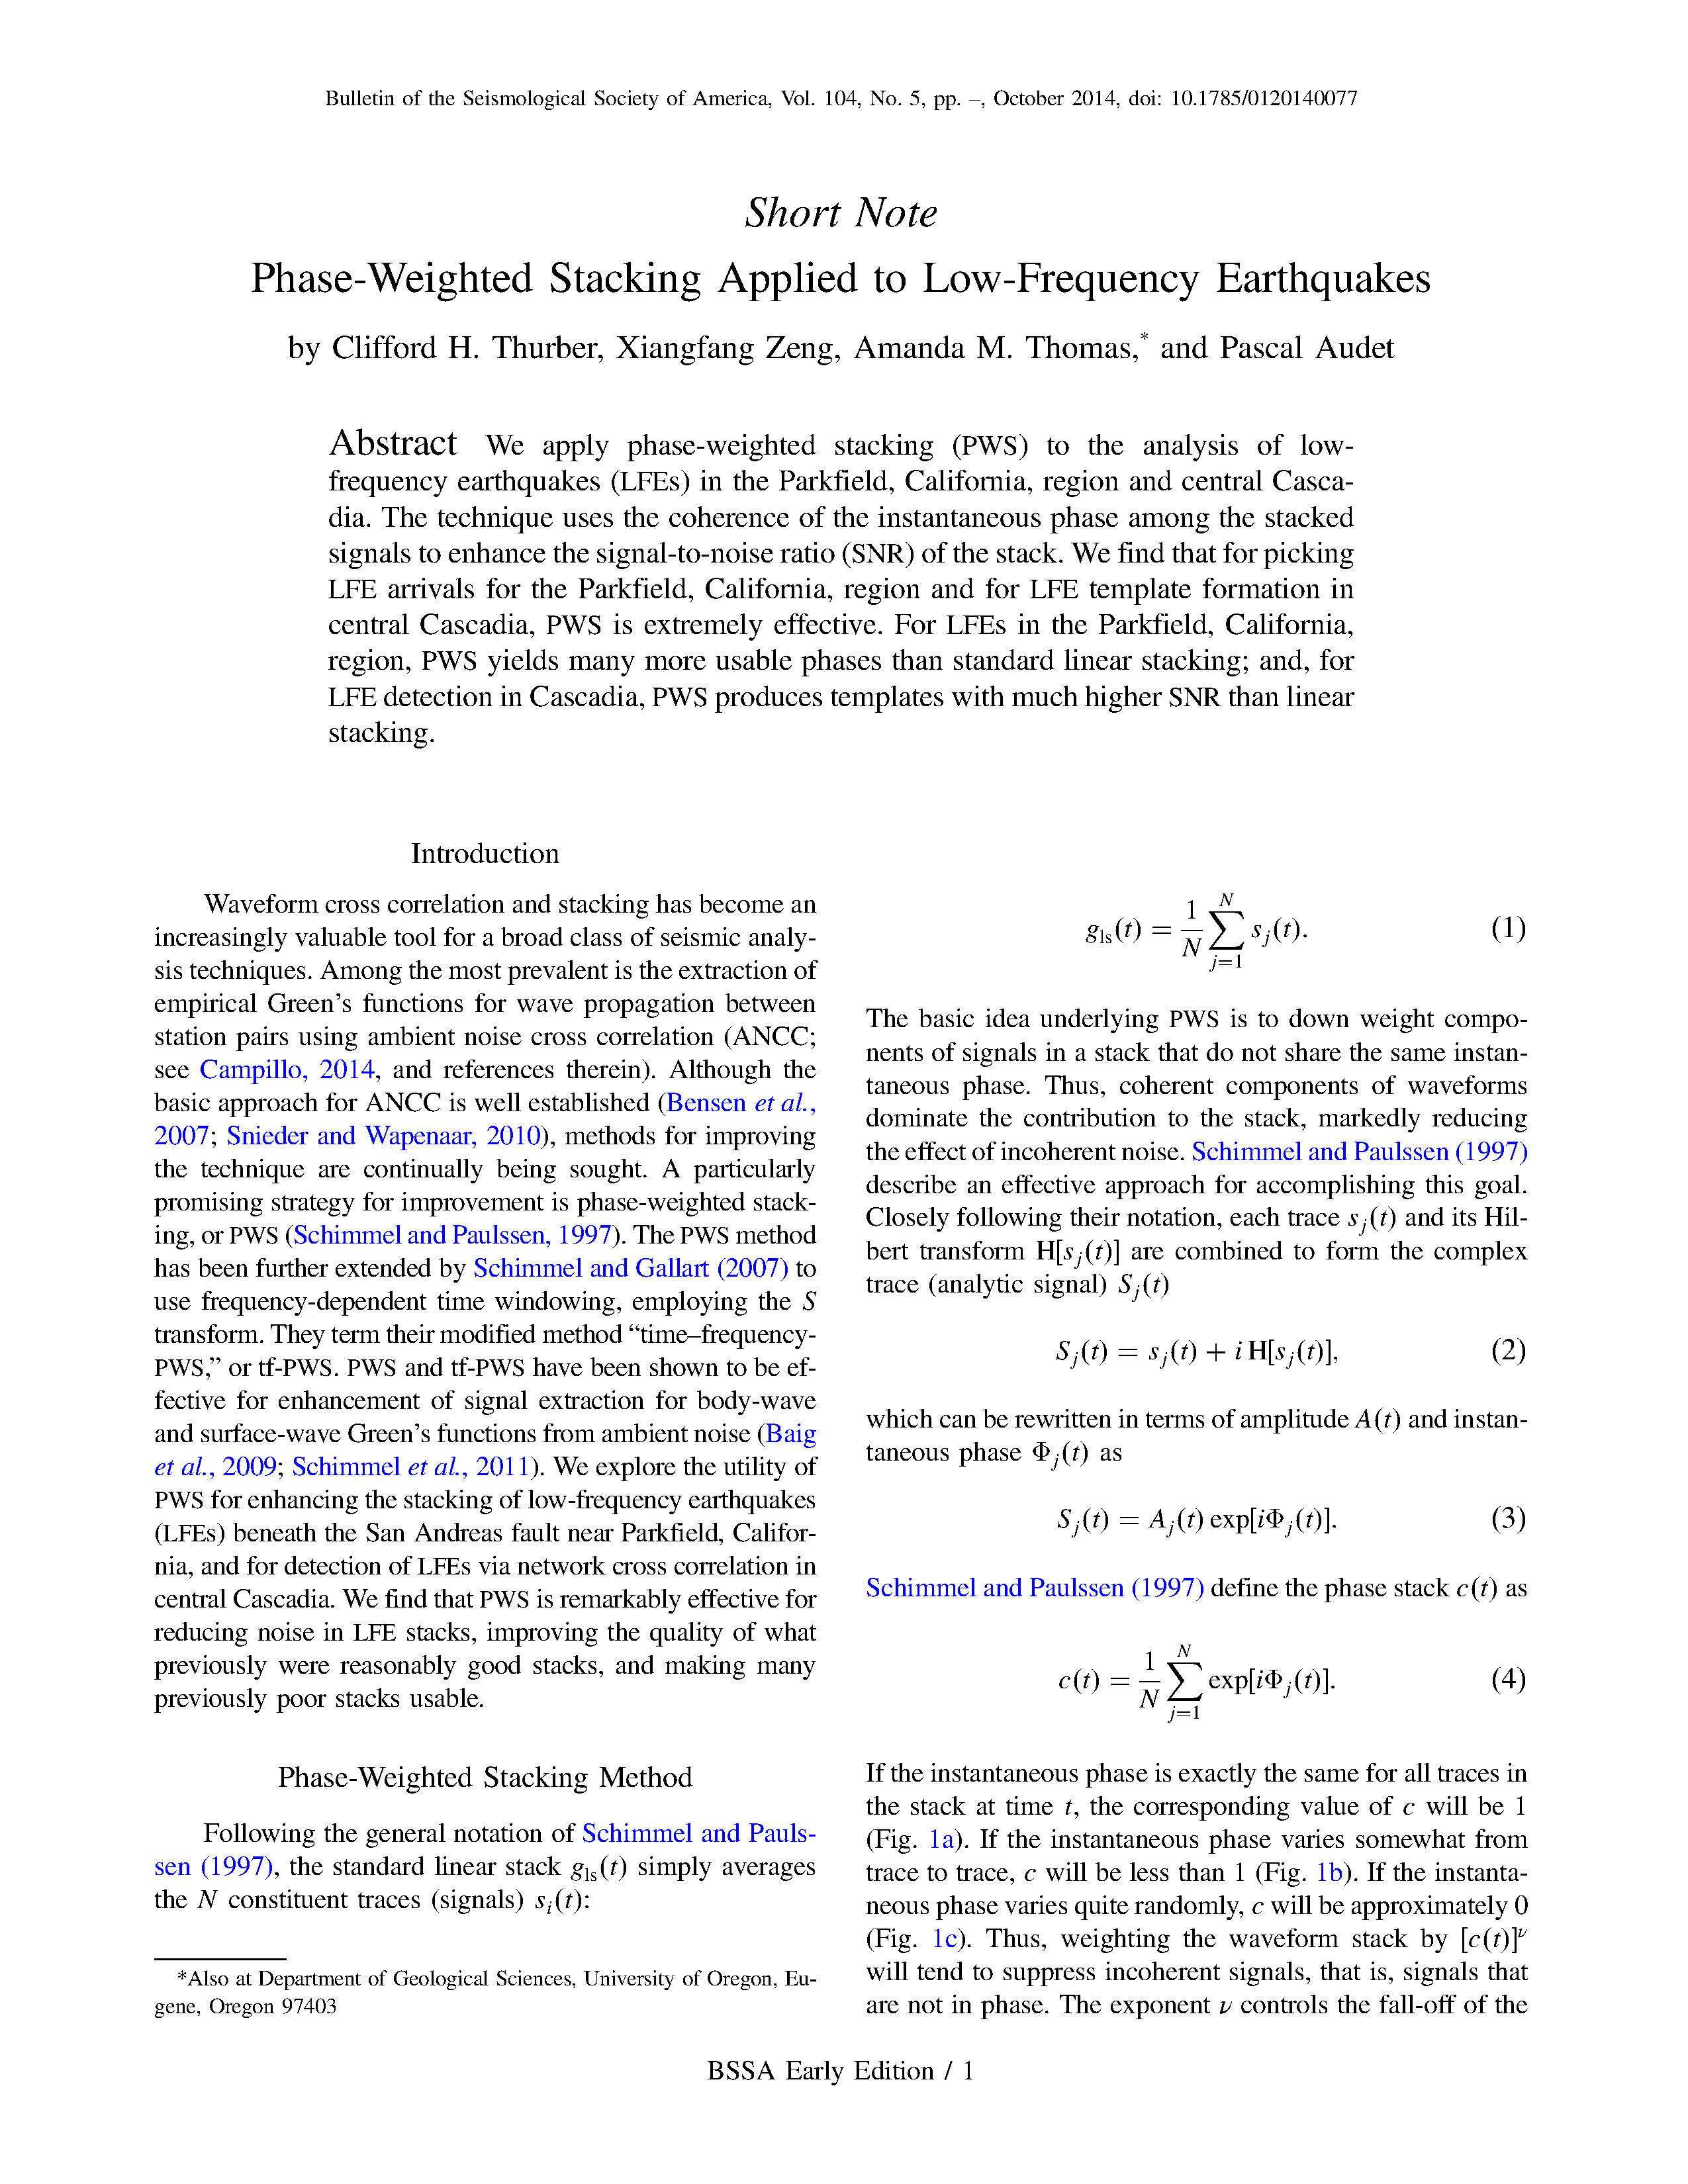 Bulletin of the Seismological Society of America, Vol. 104, No. 5, pp. –, October 2014, doi: 10.1785/0120140077
Short Note
Phase-Weighted Stacking Applied to Low-Frequency Earthquakes
by Clifford H. Thurber, Xiangfang Zeng, Amanda M. Thomas,* and Pascal Audet
Abstract We apply phase-weighted stacking (PWS) to the analysis of low-
frequency earthquakes (LFEs) in the Parkfield, California, region and central Casca-
dia. The technique uses the coherence of the instantaneous phase among the stacked
signals to enhance the signal-to-noise ratio (SNR) of the stack. We find that for picking
LFE arrivals for the Parkfield, California, region and for LFE template formation in
central Cascadia, PWS is extremely effective. For LFEs in the Parkfield, California,
region, PWS yields many more usable phases than standard linear stacking; and, for
LFE detection in Cascadia, PWS produces templates with much higher SNR than linear
stacking.
Introduction
Waveform cross correlation and stacking has become an
increasingly valuable tool for a broad class of seismic analy-
sis techniques. Among the most prevalent is the extraction of
empirical Green's functions for wave propagation between
station pairs using ambient noise cross correlation (ANCC;
see Campillo, 2014, and references therein). Although the
basic approach for ANCC is well established (Bensen et al.,
2007; Snieder and Wapenaar, 2010), methods for improving
the technique are continually being sought. A particularly
promising strategy for improvement is phase-weighted stack-
ing, or PWS (Schimmel and Paulssen, 1997). The PWS method
has been further extended by Schimmel and Gallart (2007) to
use frequency-dependent time windowing, employing the S
transform. They term their modified method “time–frequency-
PWS,” or tf-PWS. PWS and tf-PWS have been shown to be ef-
fective for enhancement of signal extraction for body-wave
and surface-wave Green's functions from ambient noise (Baig
et al., 2009; Schimmel et al., 2011). We explore the utility of
PWS for enhancing the stacking of low-frequency earthquakes
(LFEs) beneath the San Andreas fault near Parkfield, Califor-
nia, and for detection of LFEs via network cross correlation in
central Cascadia. We find that PWS is remarkably effective for
reducing noise in LFE stacks, improving the quality of what
previously were reasonably good stacks, and making many
previously poor stacks usable.
Phase-Weighted Stacking Method
Following the general notation of Schimmel and Pauls-
sen (1997), the standard linear stack g_ls(t) simply averages
the N constituent traces (signals) s_i(t):
*Also at Department of Geological Sciences, University of Oregon, Eu-
gene, Oregon 97403
g_ls(t) = 1/N ∑_{j=1}^{N} s_j(t). (1)
The basic idea underlying PWS is to down weight compo-
nents of signals in a stack that do not share the same instan-
taneous phase. Thus, coherent components of waveforms
dominate the contribution to the stack, markedly reducing
the effect of incoherent noise. Schimmel and Paulssen (1997)
describe an effective approach for accomplishing this goal.
Closely following their notation, each trace s_j(t) and its Hil-
bert transform H[s_j(t)] are combined to form the complex
trace (analytic signal) S_j(t)
S_j(t) = s_j(t) + i H[s_j(t)], (2)
which can be rewritten in terms of amplitude A(t) and instan-
taneous phase Φ_j(t) as
S_j(t) = A_j(t) exp[iΦ_j(t)]. (3)
Schimmel and Paulssen (1997) define the phase stack c(t) as
c(t) = 1/N ∑_{j=1}^{N} exp[iΦ_j(t)]. (4)
If the instantaneous phase is exactly the same for all traces in
the stack at time t, the corresponding value of c will be 1
(Fig. 1a). If the instantaneous phase varies somewhat from
trace to trace, c will be less than 1 (Fig. 1b). If the instanta-
neous phase varies quite randomly, c will be approximately 0
(Fig. 1c). Thus, weighting the waveform stack by [c(t)]^ν
will tend to suppress incoherent signals, that is, signals that
are not in phase. The exponent ν controls the fall-off of the
BSSA Early Edition / 1